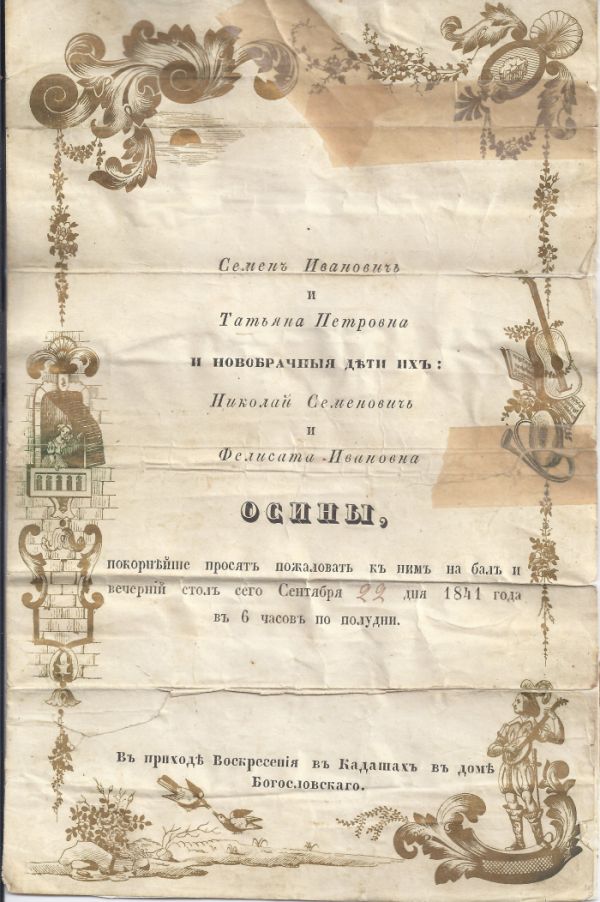 Семенъ Ивановичъ
и
Татьяна Петровна
и новобрачныя дѣти ихъ:
Николай Семеновичъ
и
Фелисата Ивановна
ОСИНЫ,
покорнѣйше просятъ пожаловать къ нимъ на балъ и
вечерній столъ сего Сентября 22 дня 1841 года
въ 6 часовъ по полудни.
Въ приходѣ Воскресенія въ Кадашахъ въ домѣ
Богословскаго.